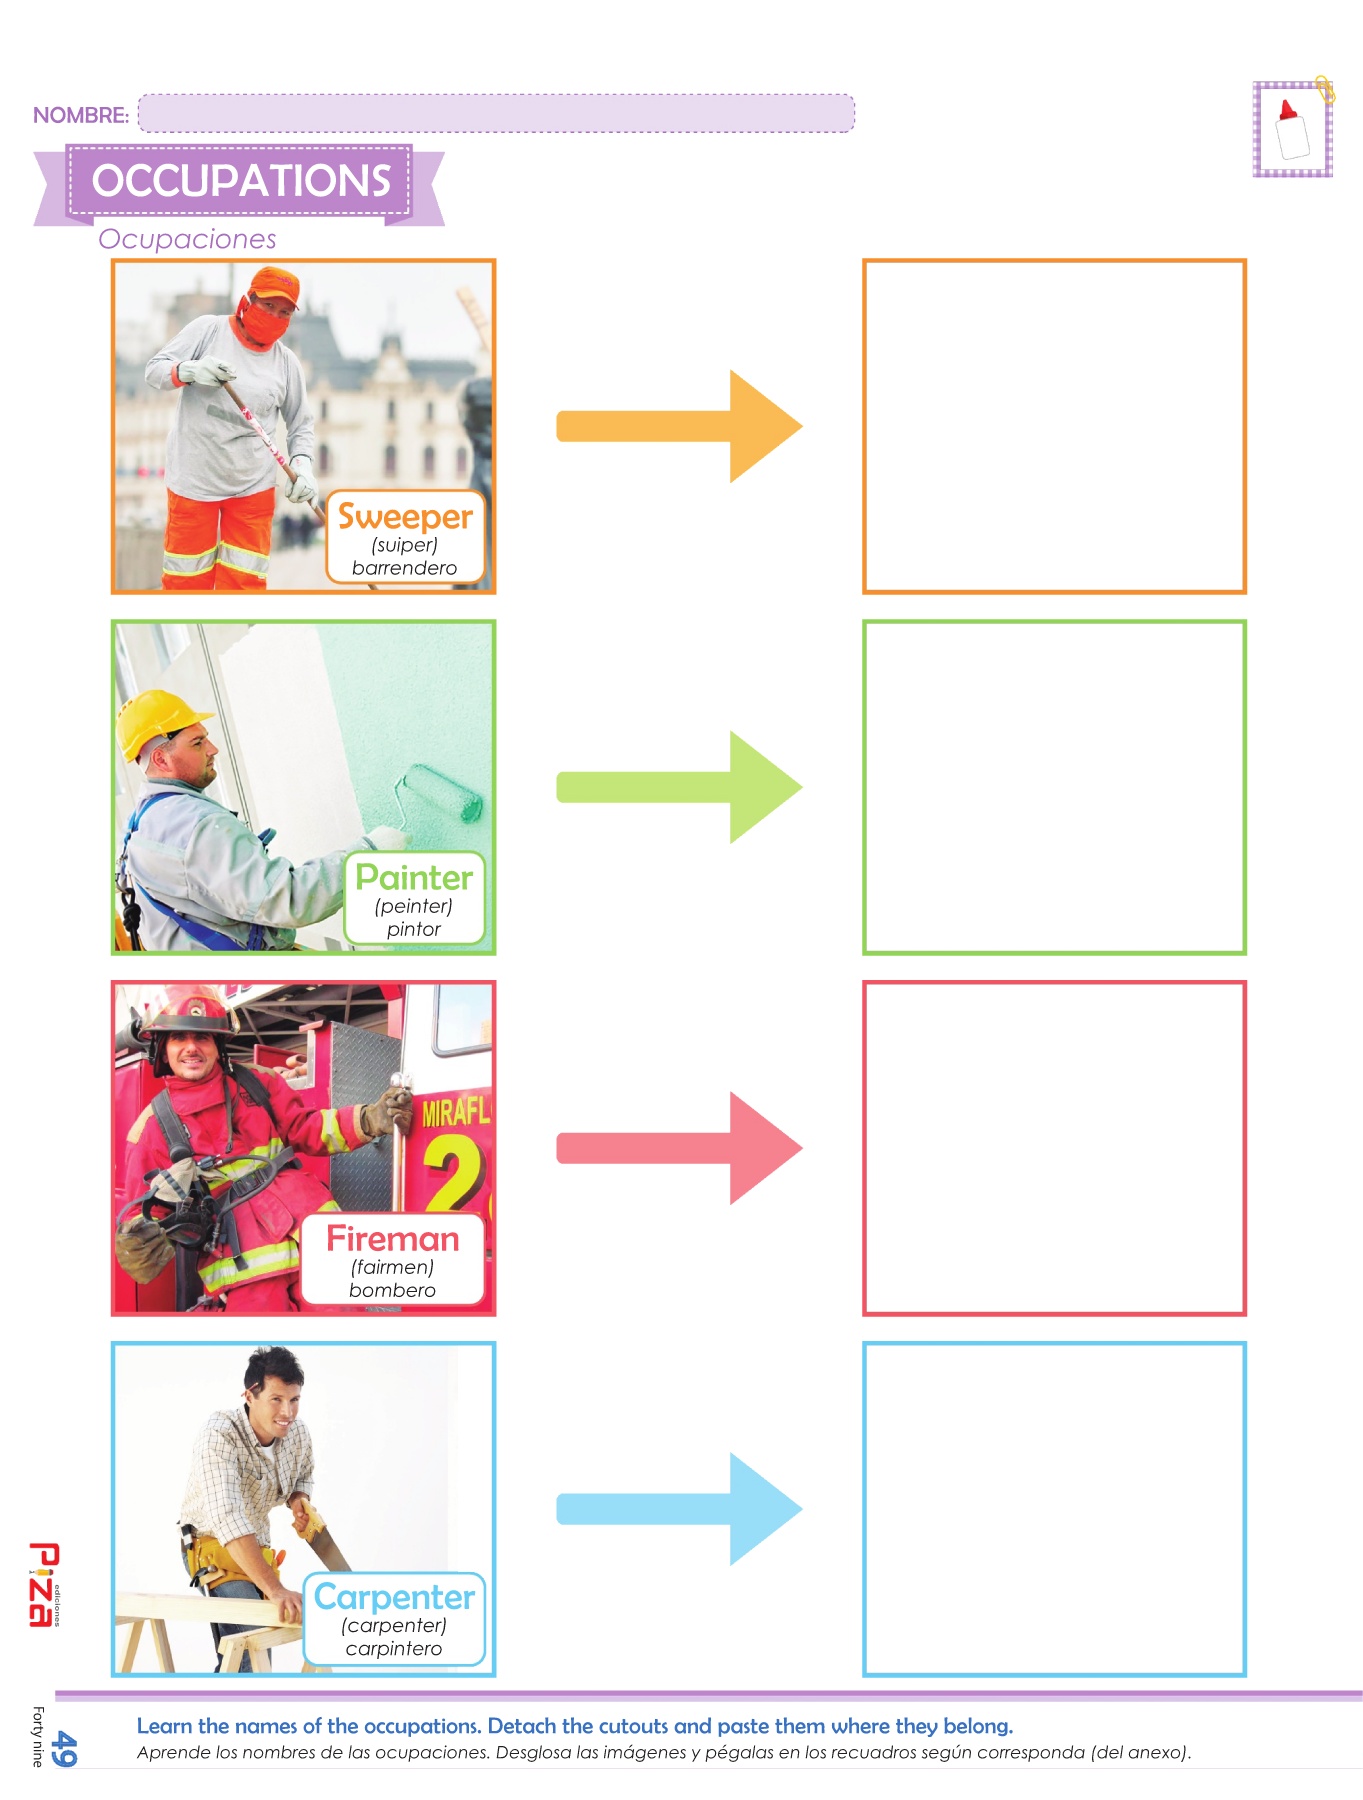 NOMBRE:
OCCUPATIONS
Ocupaciones
Sweeper
(suiper)
barrendero
Painter
(peinter)
pintor
MIRAFL
2
Fireman
(fairmen)
bombero
Carpenter
(carpenter)
carpintero
Piza
ediciones
Forty nine
49
Learn the names of the occupations. Detach the cutouts and paste them where they belong.
Aprende los nombres de las ocupaciones. Desglosa las imágenes y pégalas en los recuadros según corresponda (del anexo).